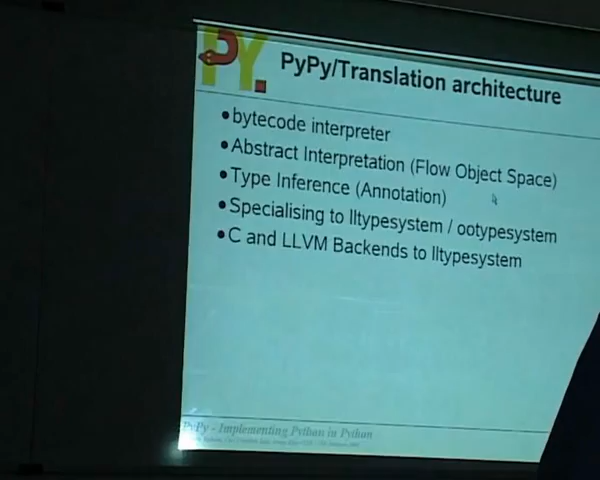 PY.
PyPy/Translation architecture
•bytecode interpreter
•Abstract Interpretation (Flow Object Space)
•Type Inference (Annotation)
•Specialising to lltypesystem / ootypesystem
•C and LLVM Backends to lltypesystem
PyPy - Implementing Python in Python